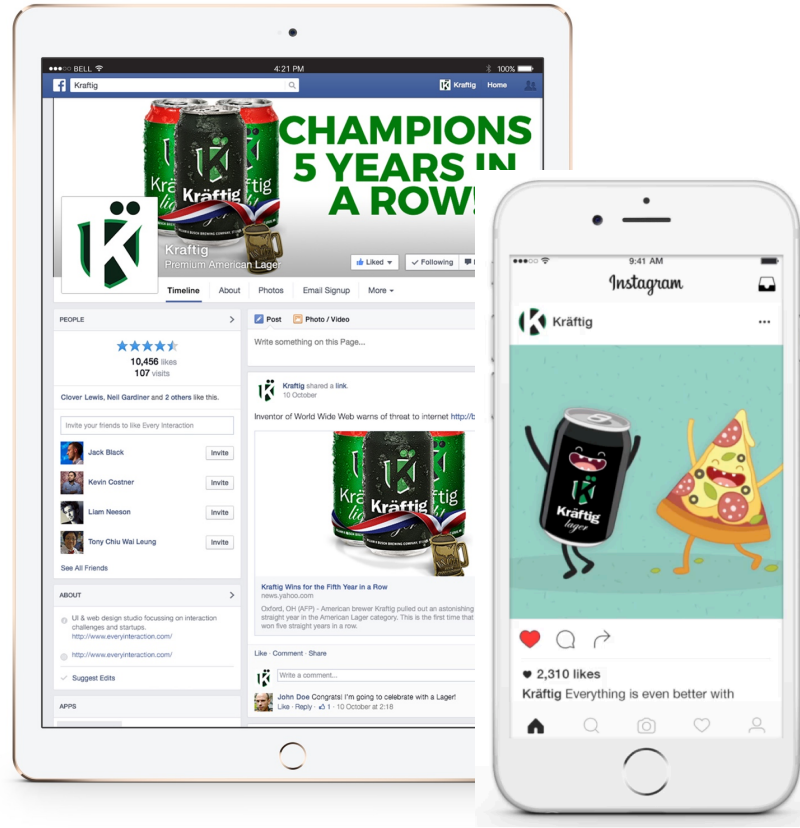 BELL
4:21 PM
100%
Kraftig
Kraftig
Home
CHAMPIONS
5 YEARS IN
A ROW!
Kräftig
Kraftig
Premium American Lager
Liked
Following
Timeline
About
Photos
Email Signup
More
PEOPLE
10,456 likes
107 visits
Clover Lewis, Neil Gardiner and 2 others like this.
Invite your friends to like Every Interaction
Jack Black
Invite
Kevin Costner
Invite
Liam Neeson
Invite
Tony Chiu Wai Leung
Invite
See All Friends
ABOUT
UI & web design studio focussing on interaction
challenges and startups.
http://www.everyinteraction.com/
http://www.everyinteraction.com/
Suggest Edits
APPS
Post
Photo / Video
Write something on this Page...
Kraftig shared a link.
10 October
Inventor of World Wide Web warns of threat to internet http://b
Kräftig
Kraftig Wins for the Fifth Year in a Row
news.yahoo.com
Oxford, OH (AFP) - American brewer Kraftig pulled out an astonishing
straight year in the American Lager category. This is the first time that
won five straight years in a row.
Like · Comment · Share
Write a comment...
John Doe Congrats! I'm going to celebrate with a Lager!
Like · Reply · 1 · 10 October at 2:18
9:41 AM
Instagram
Kräftig
Kräftig
lager
2,310 likes
Kräftig Everything is even better with